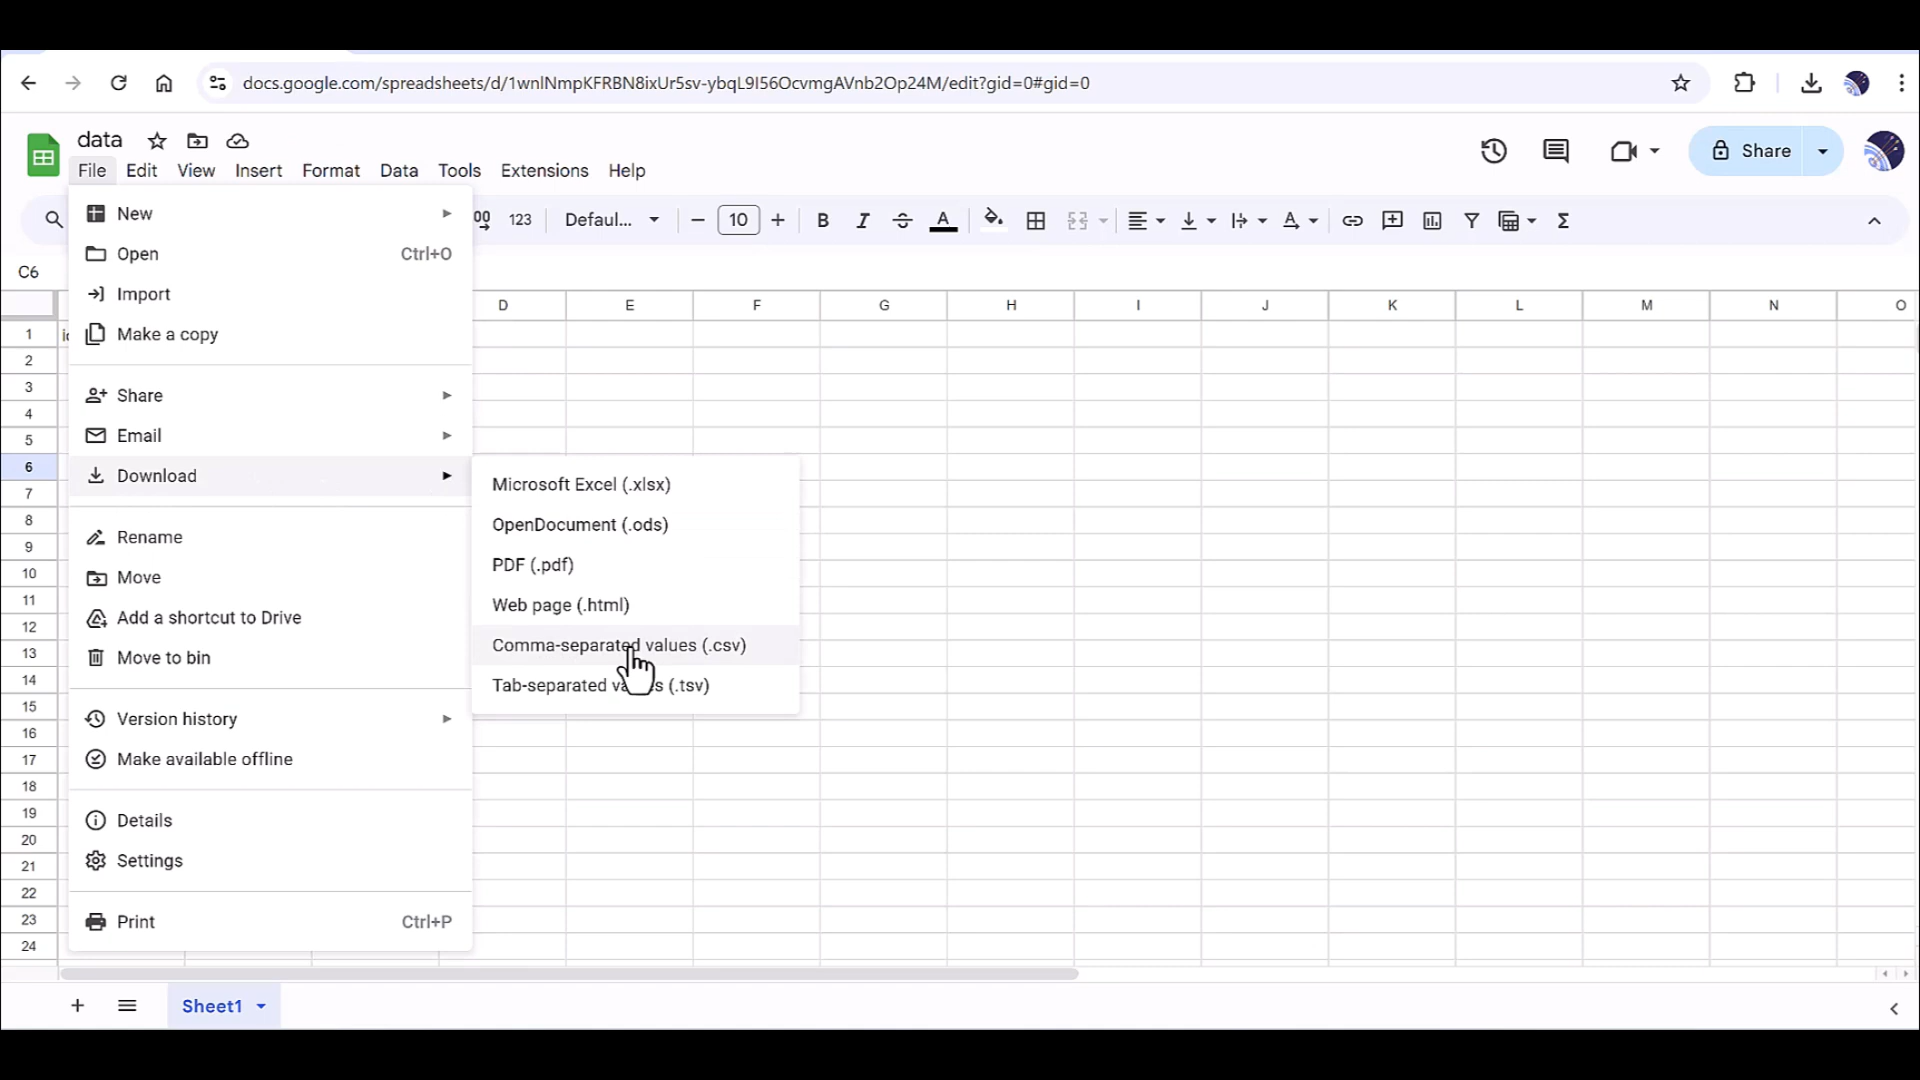 docs.google.com/spreadsheets/d/1wnlNmpKFRBN8ixUr5sv-ybqL9I56OcvmgAVnb2Op24M/edit?gid=0#gid=0
data
File Edit View Insert Format Data Tools Extensions Help
Share
123 Defaul... 10
C6
D E F G H I J K L M N O
New
Open Ctrl+O
Import
Make a copy
Share
Email
Download
Rename
Move
Add a shortcut to Drive
Move to bin
Version history
Make available offline
Details
Settings
Print Ctrl+P
Microsoft Excel (.xlsx)
OpenDocument (.ods)
PDF (.pdf)
Web page (.html)
Comma-separated values (.csv)
Tab-separated (.tsv)
1
2
3
4
5
6
7
8
9
10
11
12
13
14
15
16
17
18
19
20
21
22
23
24
Sheet1